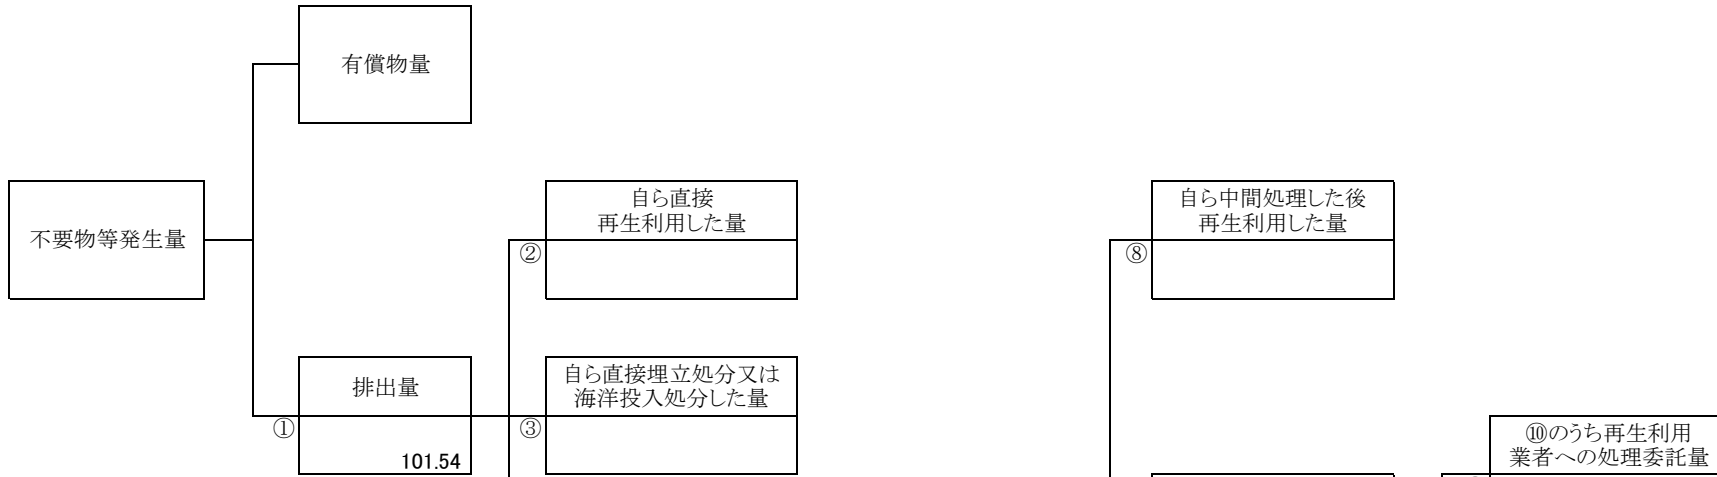 有償物量
不要物等発生量
自ら直接
再生利用した量
②
自ら中間処理した後
再生利用した量
⑧
排出量
①
101.54
自ら直接埋立処分又は
海洋投入処分した量
③
⑩のうち再生利用
業者への処理委託量